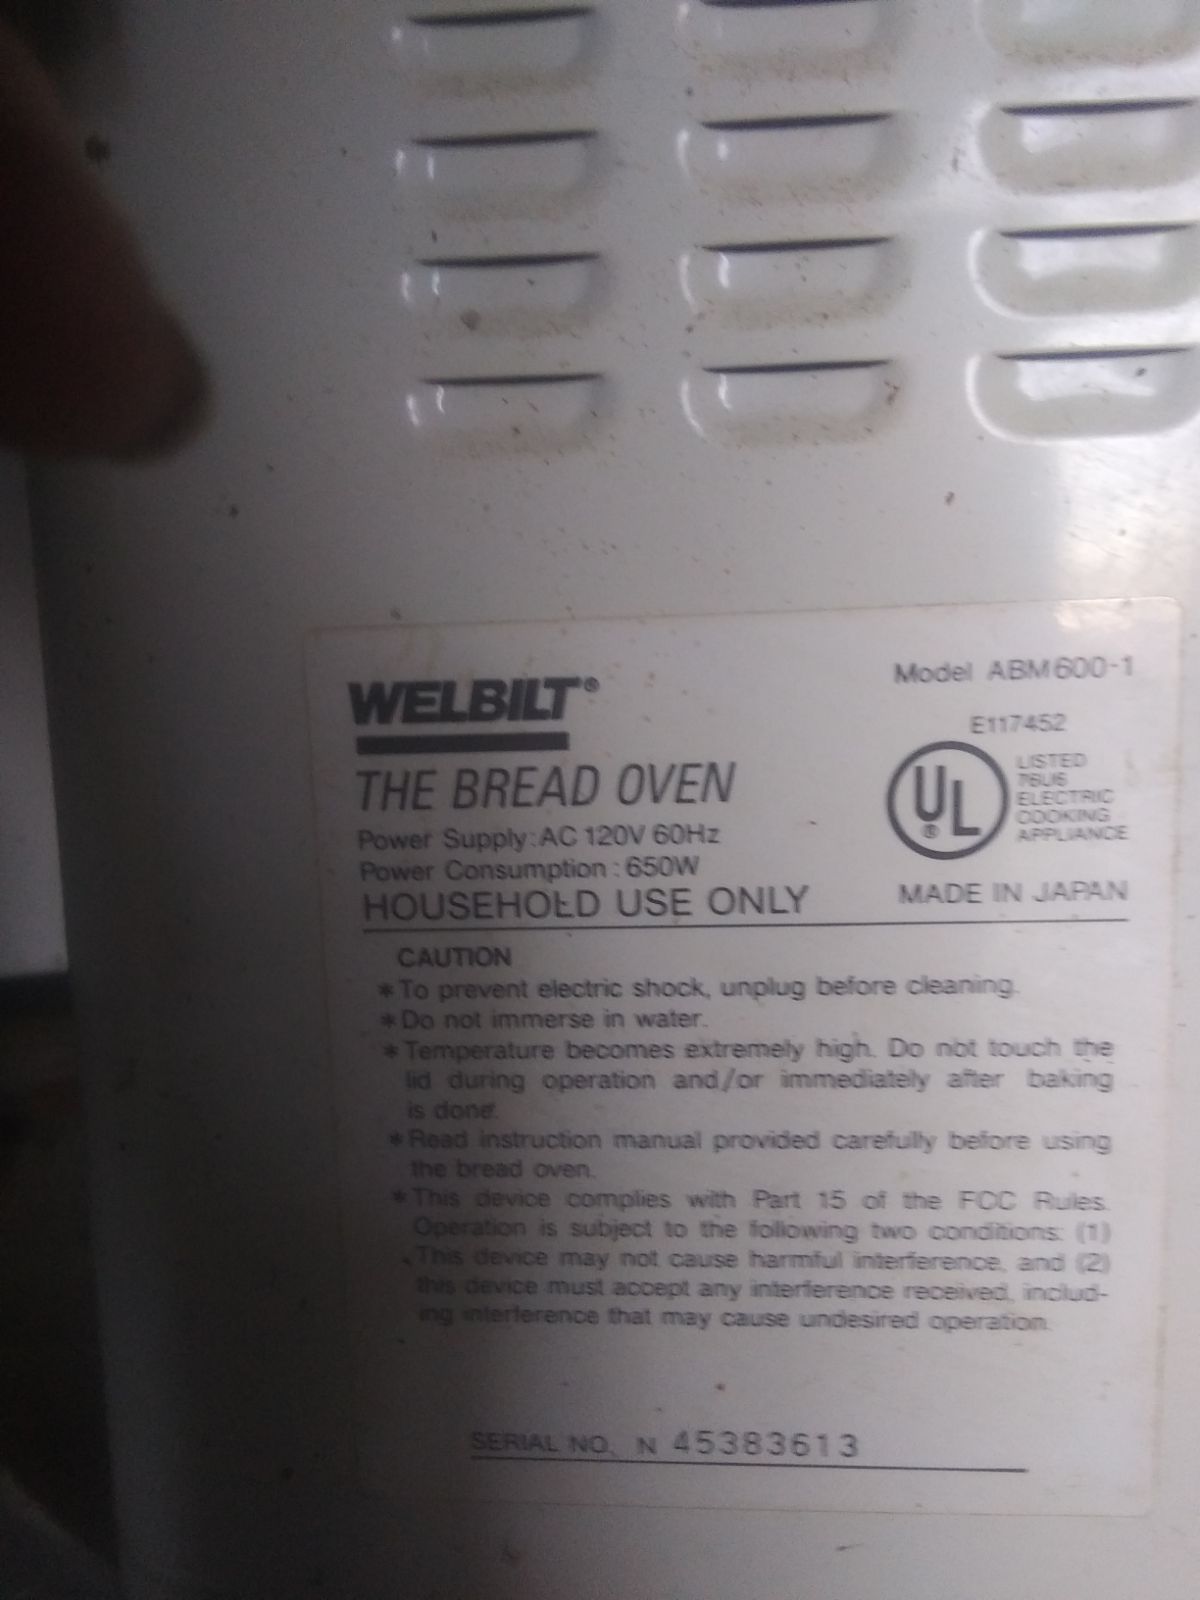 WELBILT®
Model ABM600-1
E117452
THE BREAD OVEN
UL®
LISTED
76U6
ELECTRIC
COOKING
APPLIANCE
Power Supply:AC 120V 60Hz
Power Consumption : 650W
HOUSEHOLD USE ONLY
MADE IN JAPAN
CAUTION
*To prevent electric shock, unplug before cleaning.
*Do not immerse in water.
*Temperature becomes extremely high. Do not touch the
lid during operation and/or immediately after baking
is done.
*Read instruction manual provided carefully before using
the bread oven.
*This device complies with Part 15 of the FCC Rules.
Operation is subject to the following two conditions: (1)
This device may not cause harmful interference, and (2)
this device must accept any interference received, includ-
ing interference that may cause undesired operation.
SERIAL NO. N 45383613